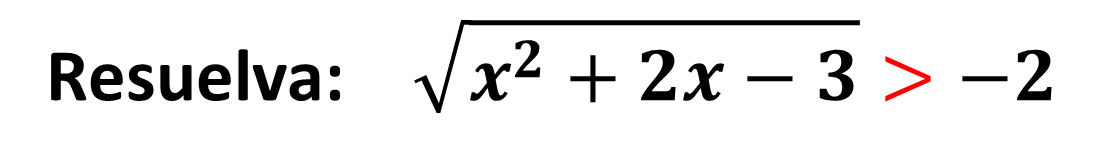 Resuelva: √x² + 2x − 3 > −2